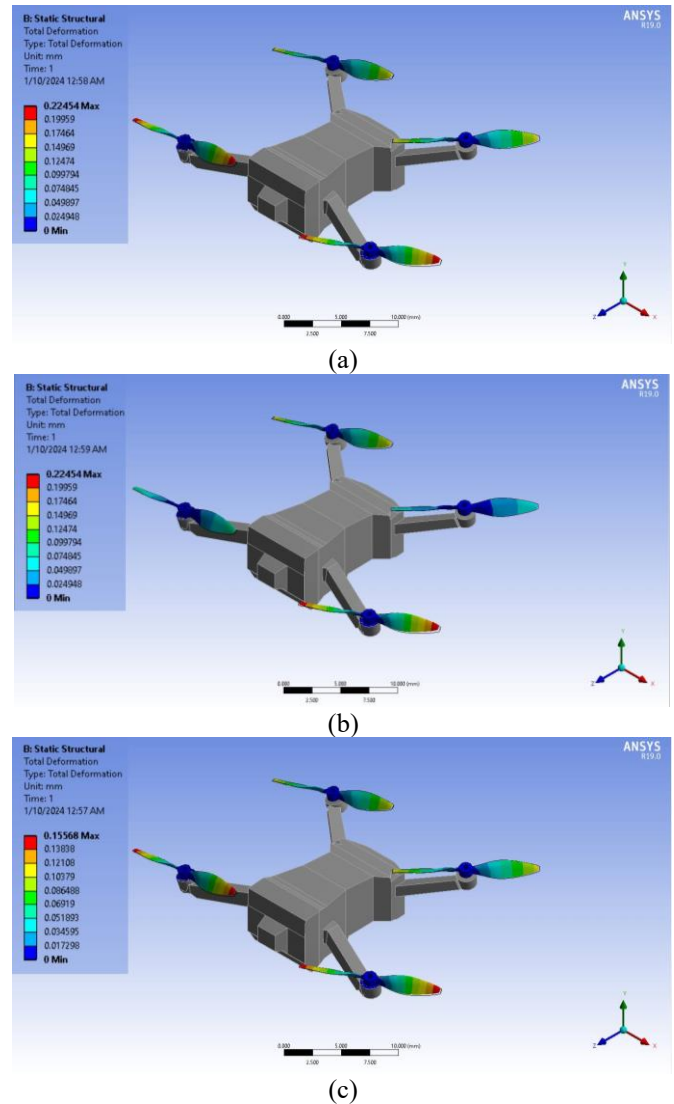 B: Static Structural
Total Deformation
Type: Total Deformation
Unit: mm
Time: 1
1/10/2024 12:58 AM
0.22454 Max
0.19959
0.17464
0.14969
0.12474
0.099794
0.074845
0.049897
0.024948
0 Min
ANSYS
R19.0
0.000 5.000 10.000 (mm)
2.500 7.500
Y
Z X
(a)
B: Static Structural
Total Deformation
Type: Total Deformation
Unit: mm
Time: 1
1/10/2024 12:59 AM
0.22454 Max
0.19959
0.17464
0.14969
0.12474
0.099794
0.074845
0.049897
0.024948
0 Min
ANSYS
R19.0
0.000 5.000 10.000 (mm)
2.500 7.500
Y
Z X
(b)
B: Static Structural
Total Deformation
Type: Total Deformation
Unit: mm
Time: 1
1/10/2024 12:57 AM
0.15568 Max
0.13838
0.12108
0.10379
0.086488
0.06919
0.051893
0.034595
0.017298
0 Min
ANSYS
R19.0
0.000 5.000 10.000 (mm)
2.500 7.500
Y
Z X
(c)